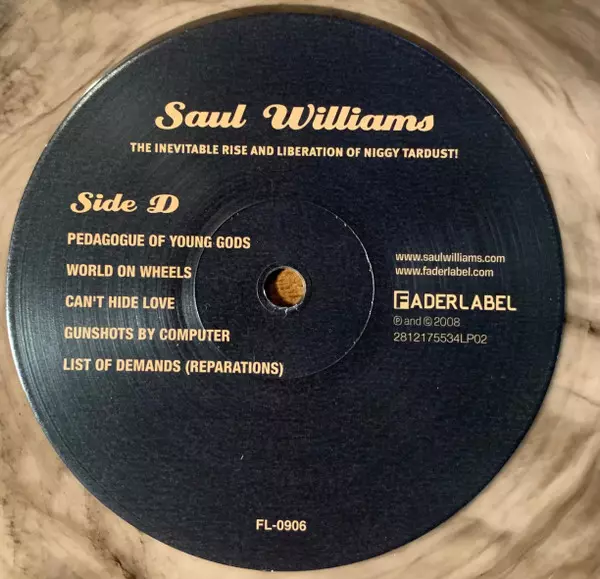 Saul Williams
THE INEVITABLE RISE AND LIBERATION OF NIGGY TARDUST!
Side D
PEDAGOGUE OF YOUNG GODS
WORLD ON WHEELS
CAN'T HIDE LOVE
GUNSHOTS BY COMPUTER
LIST OF DEMANDS (REPARATIONS)
www.saulwilliams.com
www.faderlabel.com
FADERLABEL
℗ and © 2008
2812175534LP02
FL-0906